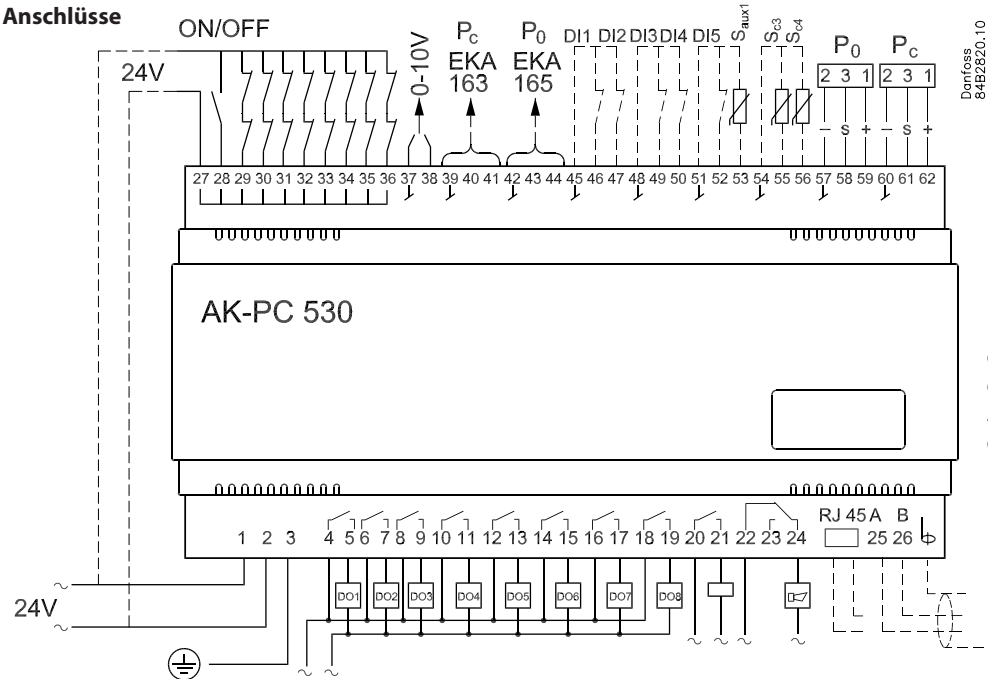 Anschlüsse
ON/OFF
24V
0-10V
Pc
EKA
163
P0
EKA
165
DI1 DI2 DI3 DI4 DI5 Saux1 Sc3 Sc4
P0 Pc
2 3 1 2 3 1
– s + – s +
Danfoss
84B2820.10
27 28 29 30 31 32 33 34 35 36 37 38 39 40 41 42 43 44 45 46 47 48 49 50 51 52 53 54 55 56 57 58 59 60 61 62
AK-PC 530
RJ 45 A B
1 2 3 4 5 6 7 8 9 10 11 12 13 14 15 16 17 18 19 20 21 22 23 24 25 26
DO1 DO2 DO3 DO4 DO5 DO6 DO7 DO8
24V
~
~
~ ~ ~ ~ ~ ~